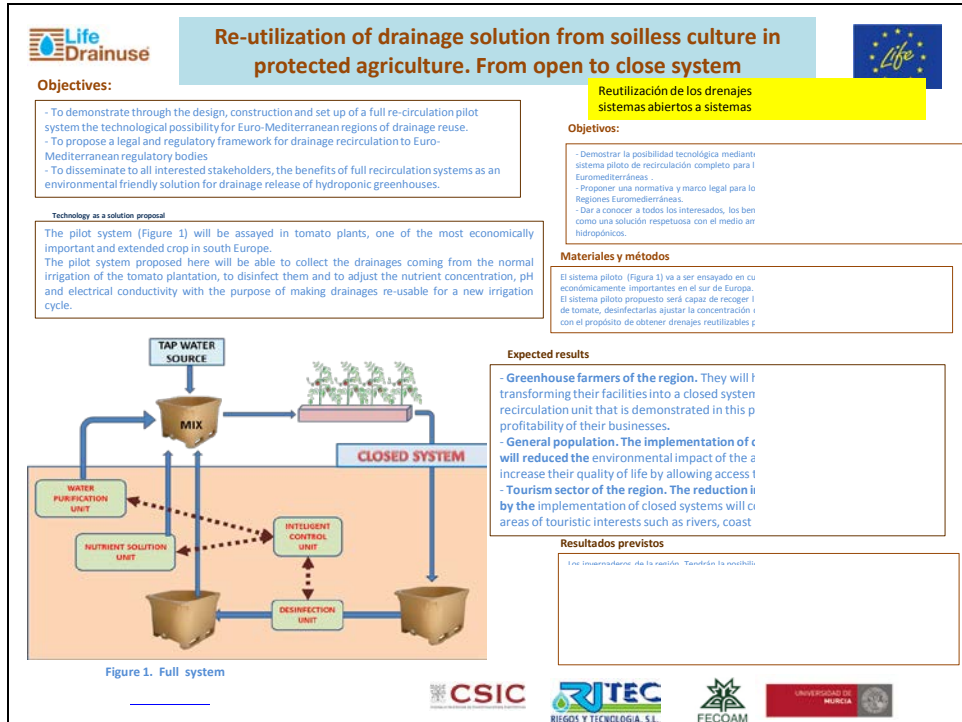 Life
Drainuse
Re-utilization of drainage solution from soilless culture in
protected agriculture. From open to close system
Life
Objectives:
- To demonstrate through the design, construction and set up of a full re-circulation pilot
system the technological possibility for Euro-Mediterranean regions of drainage reuse.
- To propose a legal and regulatory framework for drainage recirculation to Euro-
Mediterranean regulatory bodies
- To disseminate to all interested stakeholders, the benefits of full recirculation systems as an
environmental friendly solution for drainage release of hydroponic greenhouses.
Technology as a solution proposal
The pilot system (Figure 1) will be assayed in tomato plants, one of the most economically
important and extended crop in south Europe.
The pilot system proposed here will be able to collect the drainages coming from the normal
irrigation of the tomato plantation, to disinfect them and to adjust the nutrient concentration, pH
and electrical conductivity with the purpose of making drainages re-usable for a new irrigation
cycle.
TAP WATER
SOURCE
MIX
CLOSED SYSTEM
WATER
PURIFICATION
UNIT
INTELIGENT
CONTROL
UNIT
NUTRIENT SOLUTION
UNIT
DESINFECTION
UNIT
Figure 1. Full system
Reutilización de los drenajes
sistemas abiertos a sistemas
Objetivos:
- Demostrar la posibilidad tecnológica mediante
sistema piloto de recirculación completo para
Euromediterráneas .
- Proponer una normativa y marco legal para
Regiones Euromedierráneas.
- Dar a conocer a todos los interesados, los
como una solución respetuosa con el medio
hidropónicos.
Materiales y métodos
El sistema piloto (Figura 1) va a ser ensayado en
económicamente importantes en el sur de Europa.
El sistema piloto propuesto será capaz de recoger
de tomate, desinfectarlas ajustar la concentración
con el propósito de obtener drenajes reutilizables
Expected results
- Greenhouse farmers of the region. They will
transforming their facilities into a closed system
recirculation unit that is demonstrated in this
profitability of their businesses.
- General population. The implementation of
will reduced the environmental impact of the
increase their quality of life by allowing access
- Tourism sector of the region. The reduction
by the implementation of closed systems will
areas of touristic interests such as rivers, coast
Resultados previstos
Los invernaderos de la región. Tendrán la
CSIC
RITEC
RIEGOS Y TECNOLOGIA, S.L.
FECOAM
UNIVERSIDAD DE
MURCIA